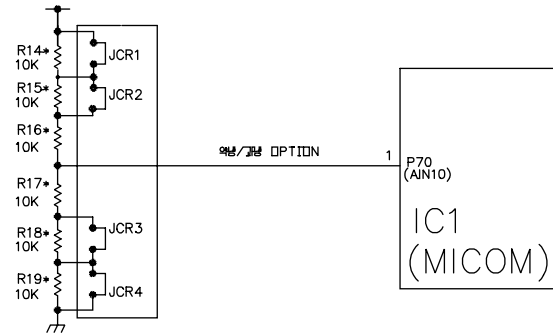 R14*
10K
JCR1
R15*
10K
JCR2
R16*
10K
OPTION
1
P70
(AIN10)
R17*
10K
IC1
(MICOM)
R18*
10K
JCR3
R19*
10K
JCR4